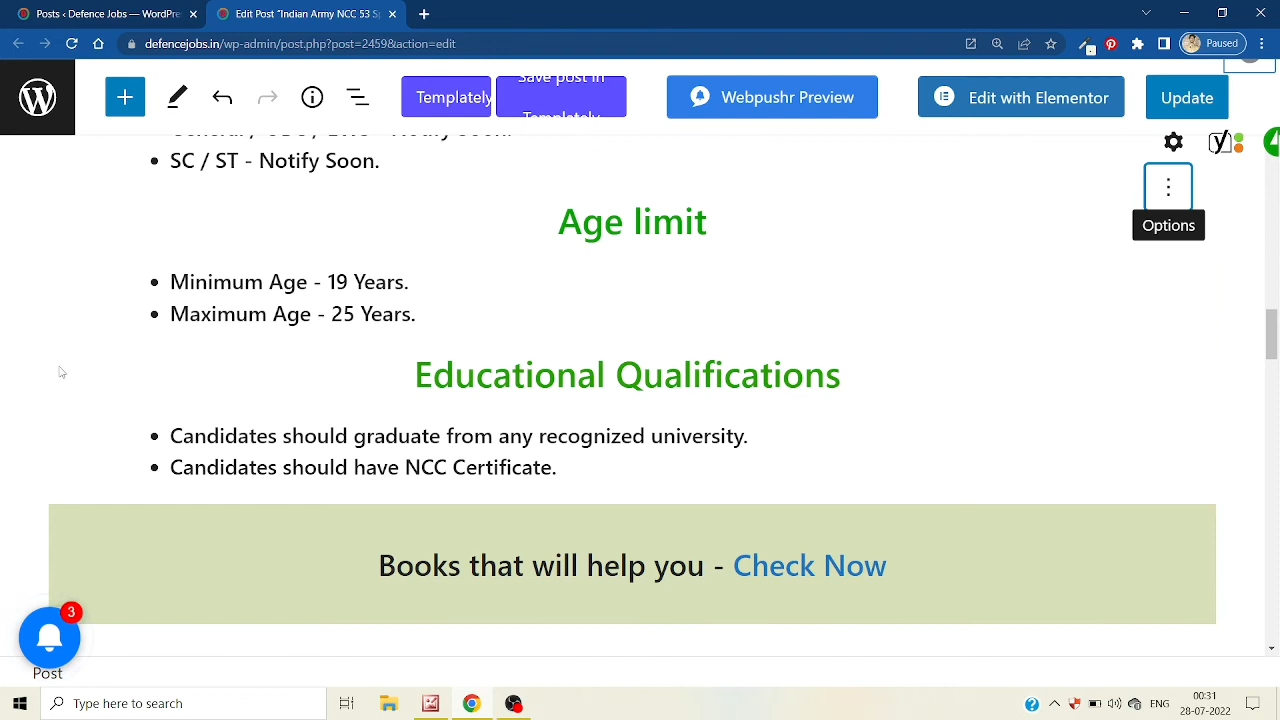 Posts ‹ Defence Jobs — WordPre
Edit Post "Indian Army NCC 53 Sp
defencejobs.in/wp-admin/post.php?post=2459&action=edit
Paused
Templately
Save post in
Templately
Webpushr Preview
Edit with Elementor
Update
SC / ST - Notify Soon.
Options
Age limit
Minimum Age - 19 Years.
Maximum Age - 25 Years.
Educational Qualifications
Candidates should graduate from any recognized university.
Candidates should have NCC Certificate.
Books that will help you - Check Now
3
Post
Type here to search
ENG
00:31
28-07-2022